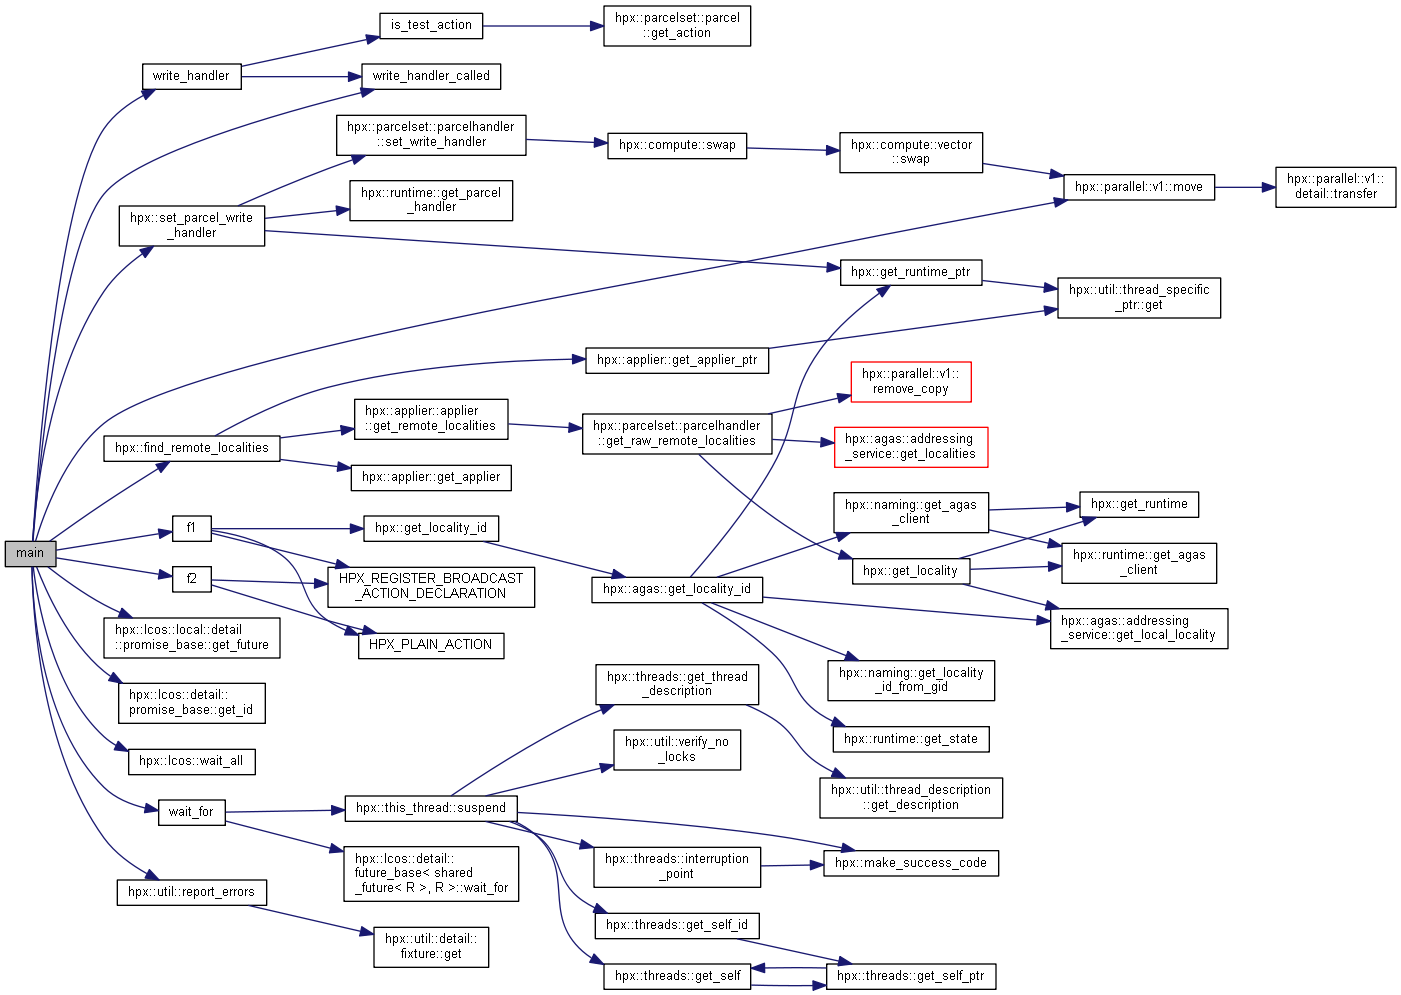 main
write_handler
is_test_action
hpx::parcelset::parcel
::get_action
write_handler_called
hpx::set_parcel_write
_handler
hpx::parcelset::parcelhandler
::set_write_handler
hpx::compute::swap
hpx::compute::vector
::swap
hpx::parallel::v1::move
hpx::parallel::v1::
detail::transfer
hpx::runtime::get_parcel
_handler
hpx::get_runtime_ptr
hpx::util::thread_specific
_ptr::get
hpx::find_remote_localities
hpx::applier::get_applier_ptr
hpx::applier::applier
::get_remote_localities
hpx::parcelset::parcelhandler
::get_raw_remote_localities
hpx::parallel::v1::
remove_copy
hpx::agas::addressing
_service::get_localities
hpx::applier::get_applier
f1
hpx::get_locality_id
hpx::naming::get_agas
_client
hpx::get_runtime
hpx::runtime::get_agas
_client
hpx::get_locality
hpx::agas::get_locality_id
hpx::agas::addressing
_service::get_local_locality
f2
HPX_REGISTER_BROADCAST
_ACTION_DECLARATION
HPX_PLAIN_ACTION
hpx::lcos::local::detail
::promise_base::get_future
hpx::naming::get_locality
_id_from_gid
hpx::lcos::detail::
promise_base::get_id
hpx::threads::get_thread
_description
hpx::runtime::get_state
hpx::lcos::wait_all
hpx::util::verify_no
_locks
hpx::util::thread_description
::get_description
wait_for
hpx::this_thread::suspend
hpx::lcos::detail::
future_base< shared
_future< R >, R >::wait_for
hpx::threads::interruption
_point
hpx::make_success_code
hpx::util::report_errors
hpx::util::detail::
fixture::get
hpx::threads::get_self_id
hpx::threads::get_self
hpx::threads::get_self_ptr